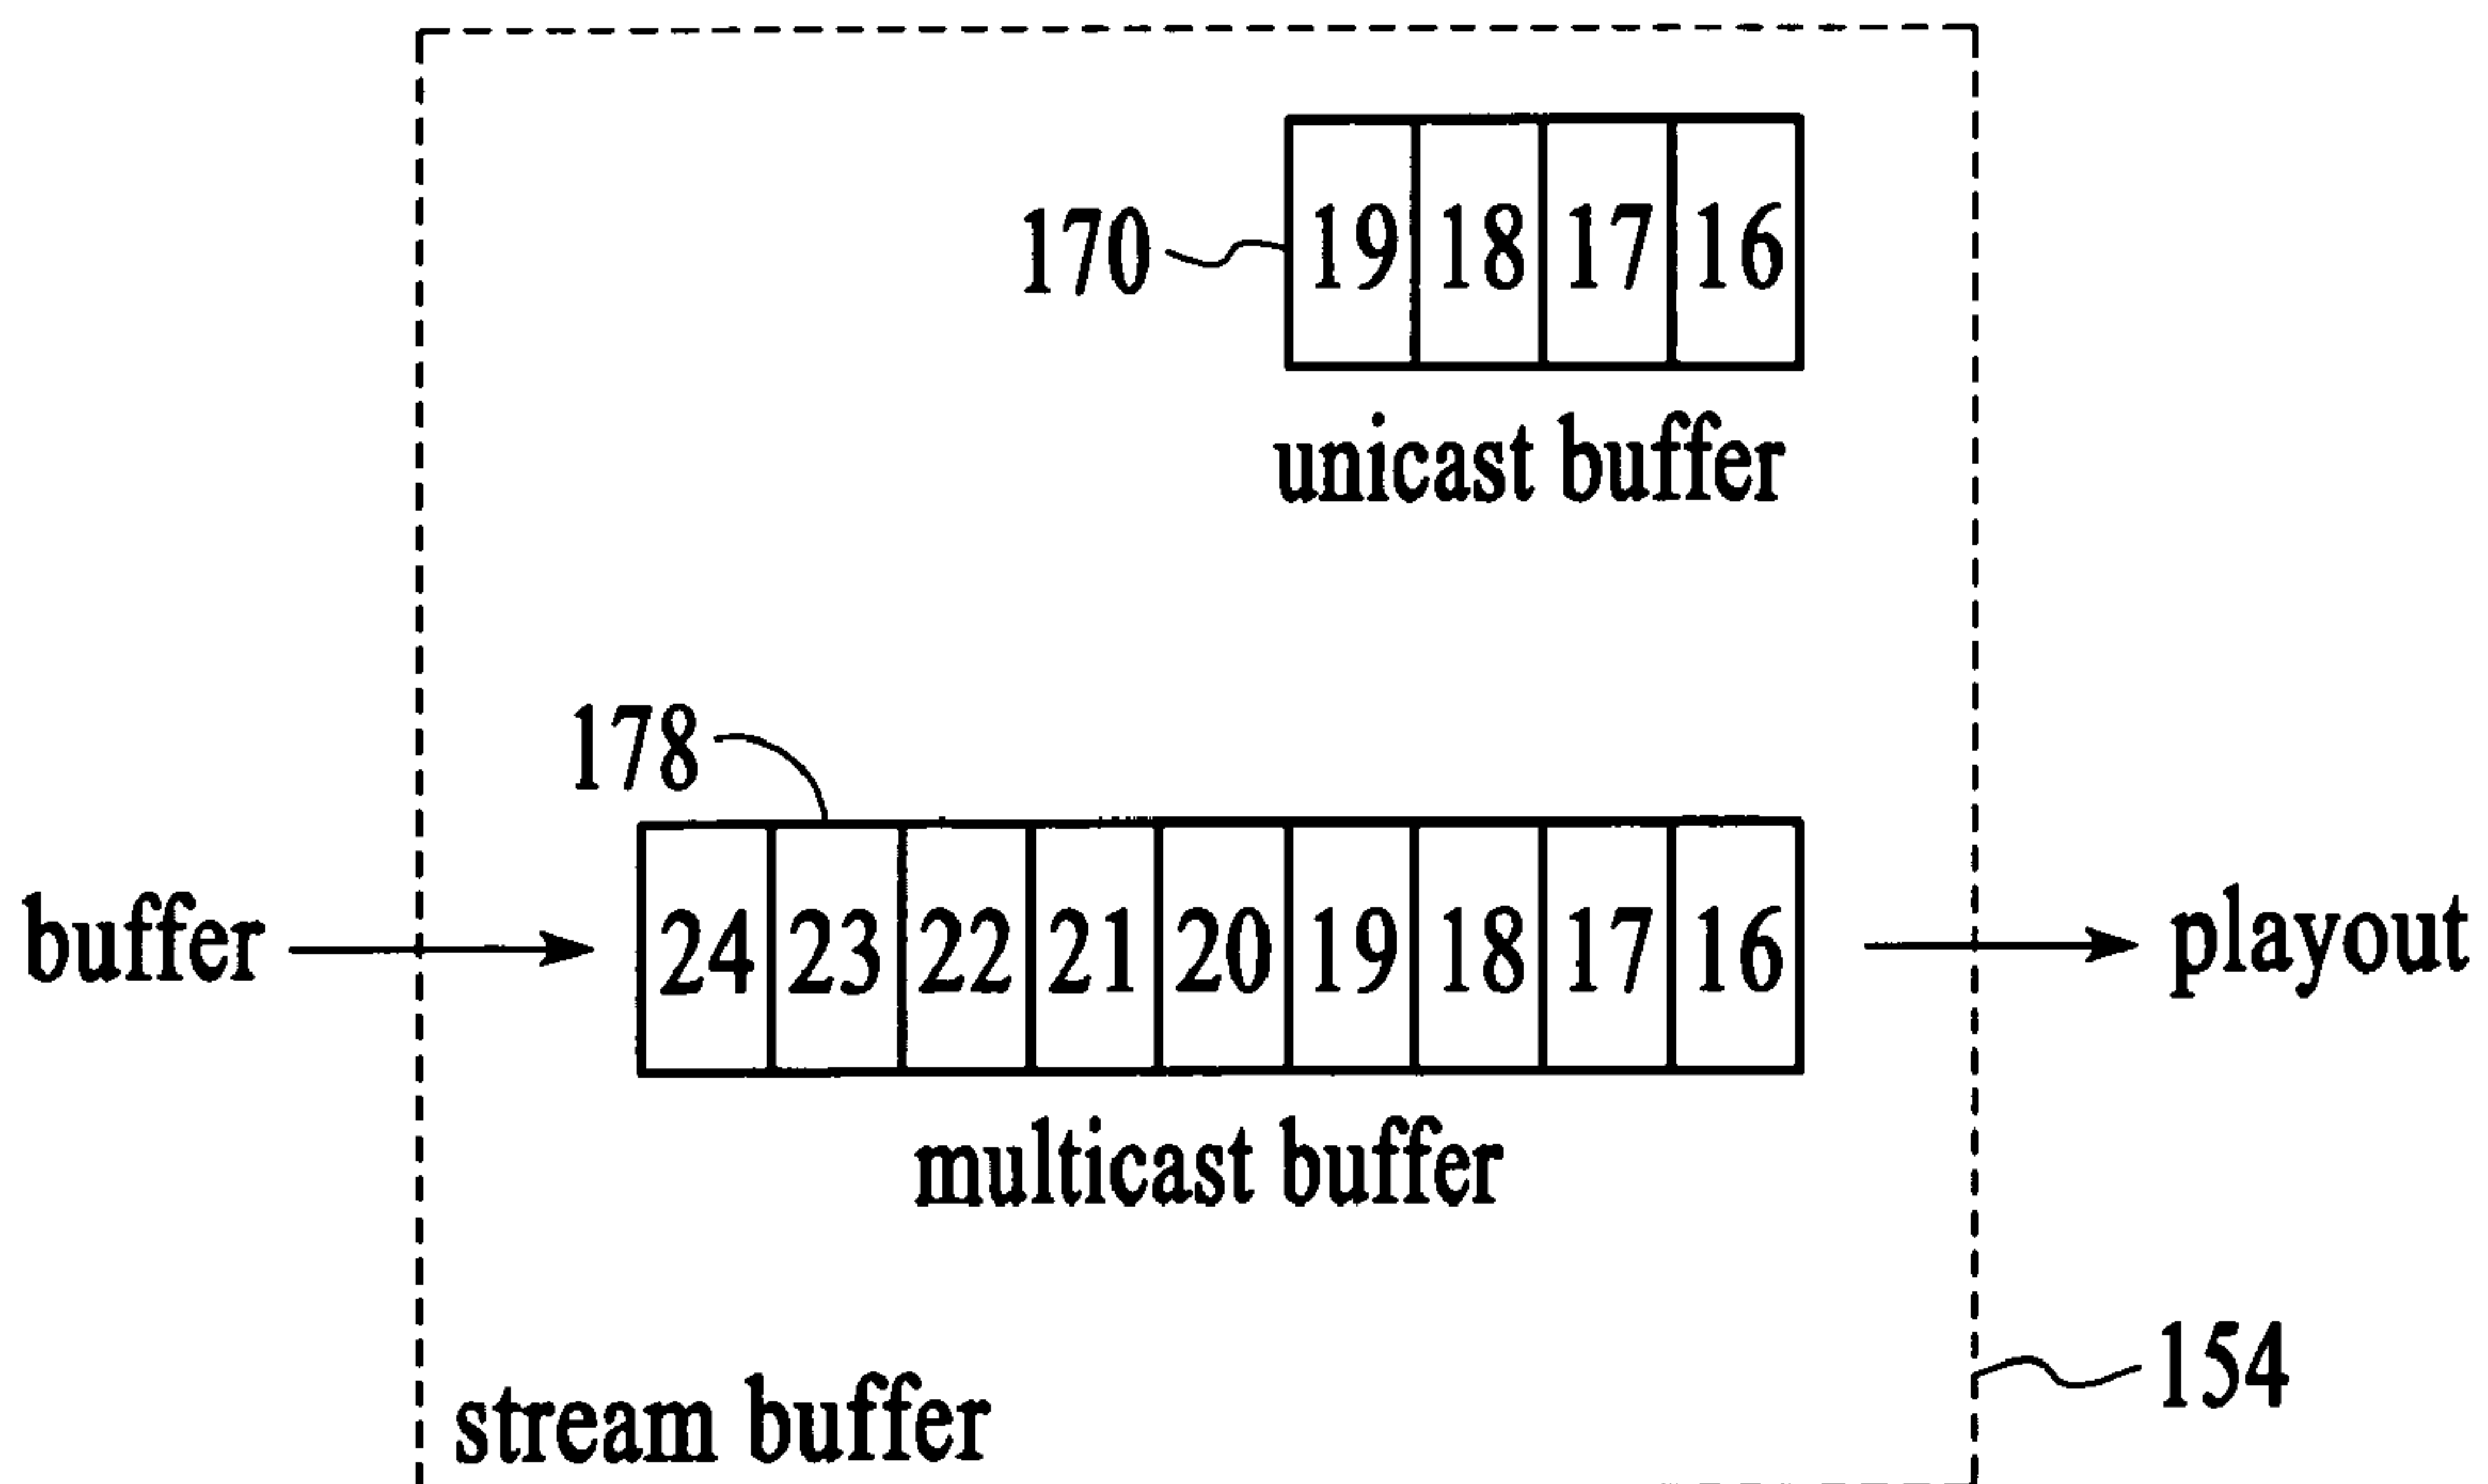 170 19 18 17 16
unicast buffer
178
buffer 24 23 22 21 20 19 18 17 16 playout
multicast buffer
154
stream buffer